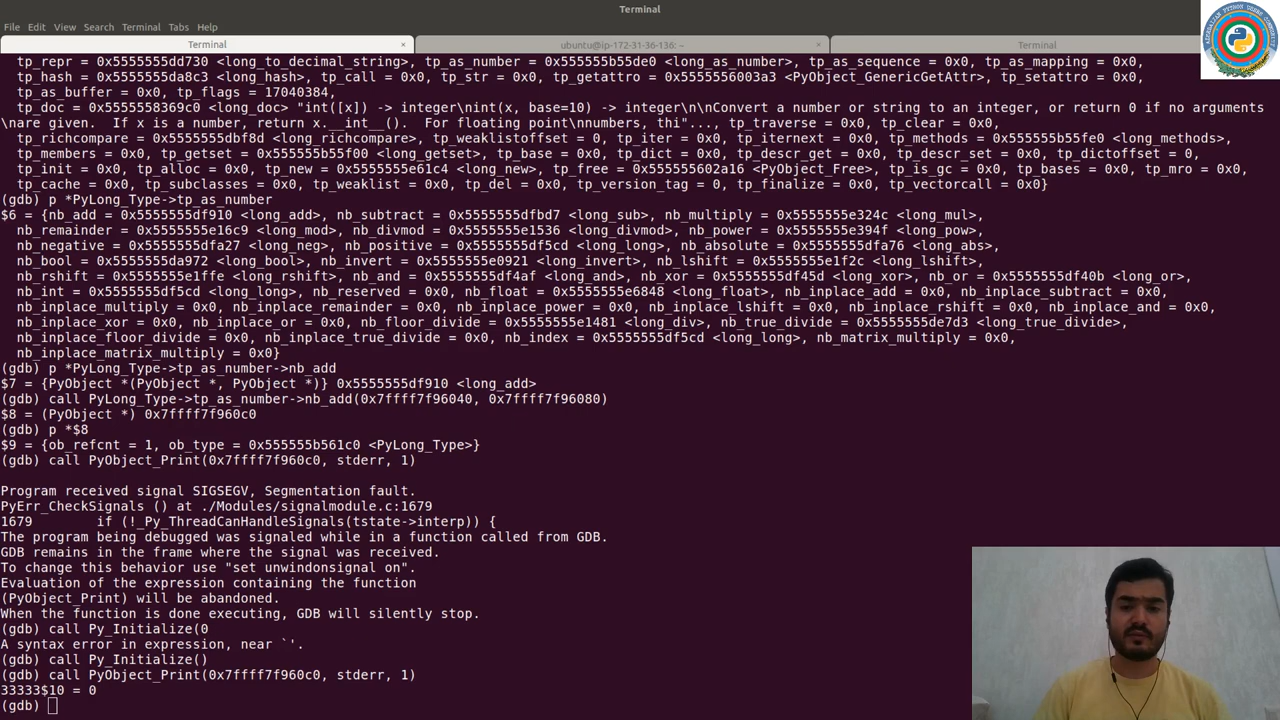 Terminal
File Edit View Search Terminal Tabs Help
Terminal × ubuntu@ip-172-31-36-136: ~ × Terminal
AZERBAIJAN PYTHON USERS COMMUNITY
tp_repr = 0x5555555dd730 <long_to_decimal_string>, tp_as_number = 0x555555b55de0 <long_as_number>, tp_as_sequence = 0x0, tp_as_mapping = 0x0,
tp_hash = 0x5555555da8c3 <long_hash>, tp_call = 0x0, tp_str = 0x0, tp_getattro = 0x5555556003a3 <PyObject_GenericGetAttr>, tp_setattro = 0x0,
tp_as_buffer = 0x0, tp_flags = 17040384,
tp_doc = 0x5555558369c0 <long_doc> "int([x]) -> integer\nint(x, base=10) -> integer\n\nConvert a number or string to an integer, or return 0 if no arguments
\nare given.  If x is a number, return x.__int__().  For floating point\nnumbers, thi"..., tp_traverse = 0x0, tp_clear = 0x0,
tp_richcompare = 0x5555555dbf8d <long_richcompare>, tp_weaklistoffset = 0, tp_iter = 0x0, tp_iternext = 0x0, tp_methods = 0x555555b55fe0 <long_methods>,
tp_members = 0x0, tp_getset = 0x555555b55f00 <long_getset>, tp_base = 0x0, tp_dict = 0x0, tp_descr_get = 0x0, tp_descr_set = 0x0, tp_dictoffset = 0,
tp_init = 0x0, tp_alloc = 0x0, tp_new = 0x5555555e61c4 <long_new>, tp_free = 0x555555602a16 <PyObject_Free>, tp_is_gc = 0x0, tp_bases = 0x0, tp_mro = 0x0,
tp_cache = 0x0, tp_subclasses = 0x0, tp_weaklist = 0x0, tp_del = 0x0, tp_version_tag = 0, tp_finalize = 0x0, tp_vectorcall = 0x0}
(gdb) p *PyLong_Type->tp_as_number
$6 = {nb_add = 0x5555555df910 <long_add>, nb_subtract = 0x5555555dfbd7 <long_sub>, nb_multiply = 0x5555555e324c <long_mul>,
nb_remainder = 0x5555555e16c9 <long_mod>, nb_divmod = 0x5555555e1536 <long_divmod>, nb_power = 0x5555555e394f <long_pow>,
nb_negative = 0x5555555dfa27 <long_neg>, nb_positive = 0x5555555df5cd <long_long>, nb_absolute = 0x5555555dfa76 <long_abs>,
nb_bool = 0x5555555da972 <long_bool>, nb_invert = 0x5555555e0921 <long_invert>, nb_lshift = 0x5555555e1f2c <long_lshift>,
nb_rshift = 0x5555555e1ffe <long_rshift>, nb_and = 0x5555555df4af <long_and>, nb_xor = 0x5555555df45d <long_xor>, nb_or = 0x5555555df40b <long_or>,
nb_int = 0x5555555df5cd <long_long>, nb_reserved = 0x0, nb_float = 0x5555555e6848 <long_float>, nb_inplace_add = 0x0, nb_inplace_subtract = 0x0,
nb_inplace_multiply = 0x0, nb_inplace_remainder = 0x0, nb_inplace_power = 0x0, nb_inplace_lshift = 0x0, nb_inplace_rshift = 0x0, nb_inplace_and = 0x0,
nb_inplace_xor = 0x0, nb_inplace_or = 0x0, nb_floor_divide = 0x5555555e1481 <long_div>, nb_true_divide = 0x5555555de7d3 <long_true_divide>,
nb_inplace_floor_divide = 0x0, nb_inplace_true_divide = 0x0, nb_index = 0x5555555df5cd <long_long>, nb_matrix_multiply = 0x0,
nb_inplace_matrix_multiply = 0x0}
(gdb) p *PyLong_Type->tp_as_number->nb_add
$7 = {PyObject *(PyObject *, PyObject *)} 0x5555555df910 <long_add>
(gdb) call PyLong_Type->tp_as_number->nb_add(0x7ffff7f96040, 0x7ffff7f96080)
$8 = (PyObject *) 0x7ffff7f960c0
(gdb) p *$8
$9 = {ob_refcnt = 1, ob_type = 0x555555b561c0 <PyLong_Type>}
(gdb) call PyObject_Print(0x7ffff7f960c0, stderr, 1)
Program received signal SIGSEGV, Segmentation fault.
PyErr_CheckSignals () at ./Modules/signalmodule.c:1679
1679        if (!_Py_ThreadCanHandleSignals(tstate->interp)) {
The program being debugged was signaled while in a function called from GDB.
GDB remains in the frame where the signal was received.
To change this behavior use "set unwindonsignal on".
Evaluation of the expression containing the function
(PyObject_Print) will be abandoned.
When the function is done executing, GDB will silently stop.
(gdb) call Py_Initialize(0
A syntax error in expression, near `'.
(gdb) call Py_Initialize()
(gdb) call PyObject_Print(0x7ffff7f960c0, stderr, 1)
33333$10 = 0
(gdb)